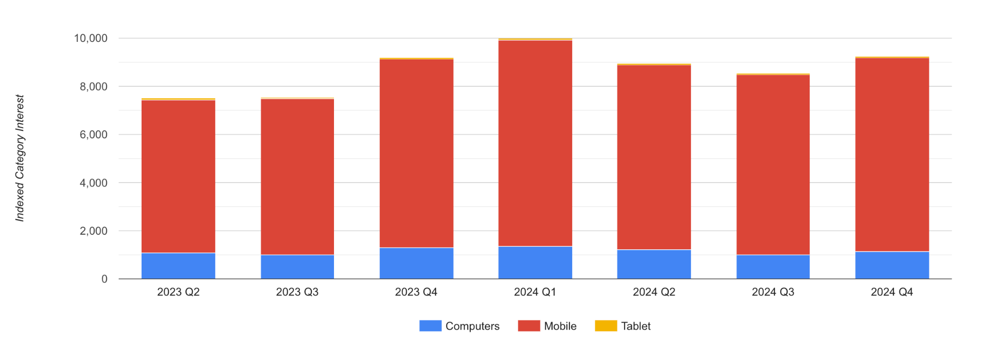 Indexed Category Interest
10,000
8,000
6,000
4,000
2,000
0
2023 Q2 2023 Q3 2023 Q4 2024 Q1 2024 Q2 2024 Q3 2024 Q4
Computers Mobile Tablet